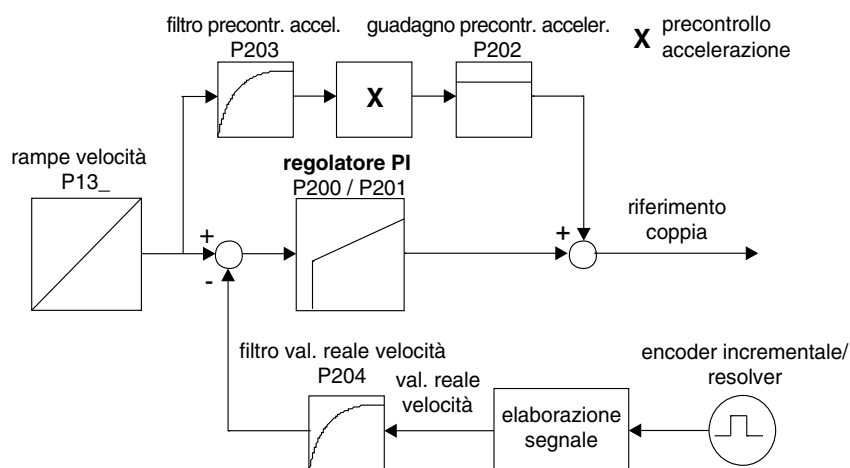 filtro precontr. accel.
P203
guadagno precontr. acceler.
P202
X precontrollo
accelerazione
X
rampe velocità
P13_
regolatore PI
P200 / P201
riferimento
coppia
+
-
+
filtro val. reale velocità
P204
val. reale
velocità
elaborazione
segnale
encoder incrementale/
resolver